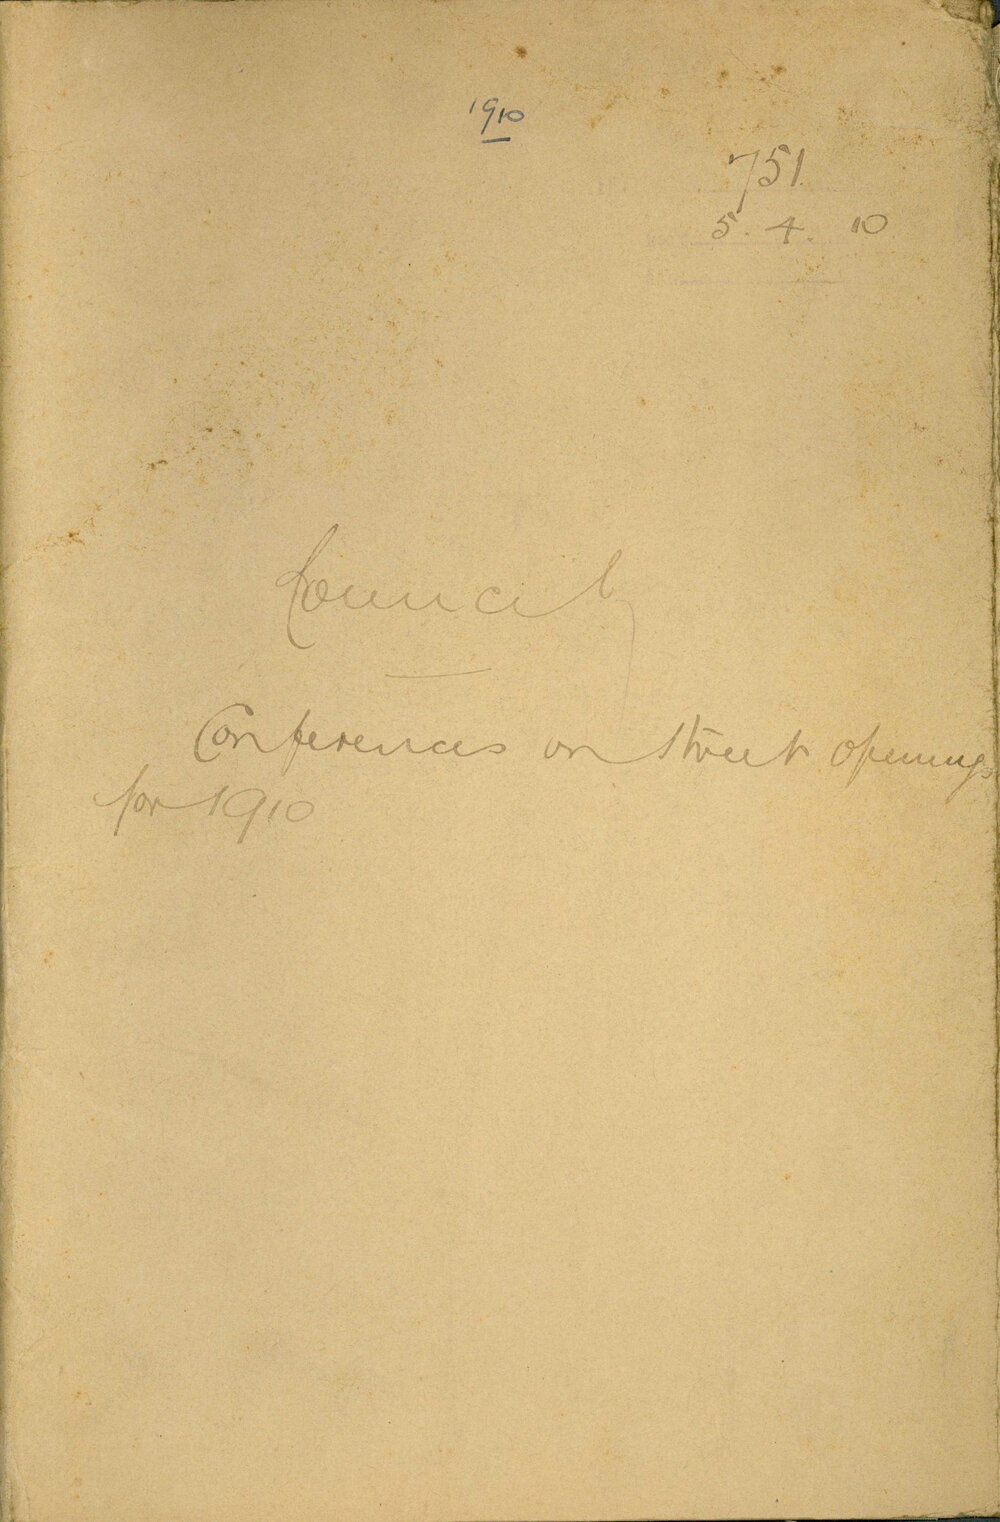 1910
751
5. 4. 10
Council
Conferences on street openings
for 1910